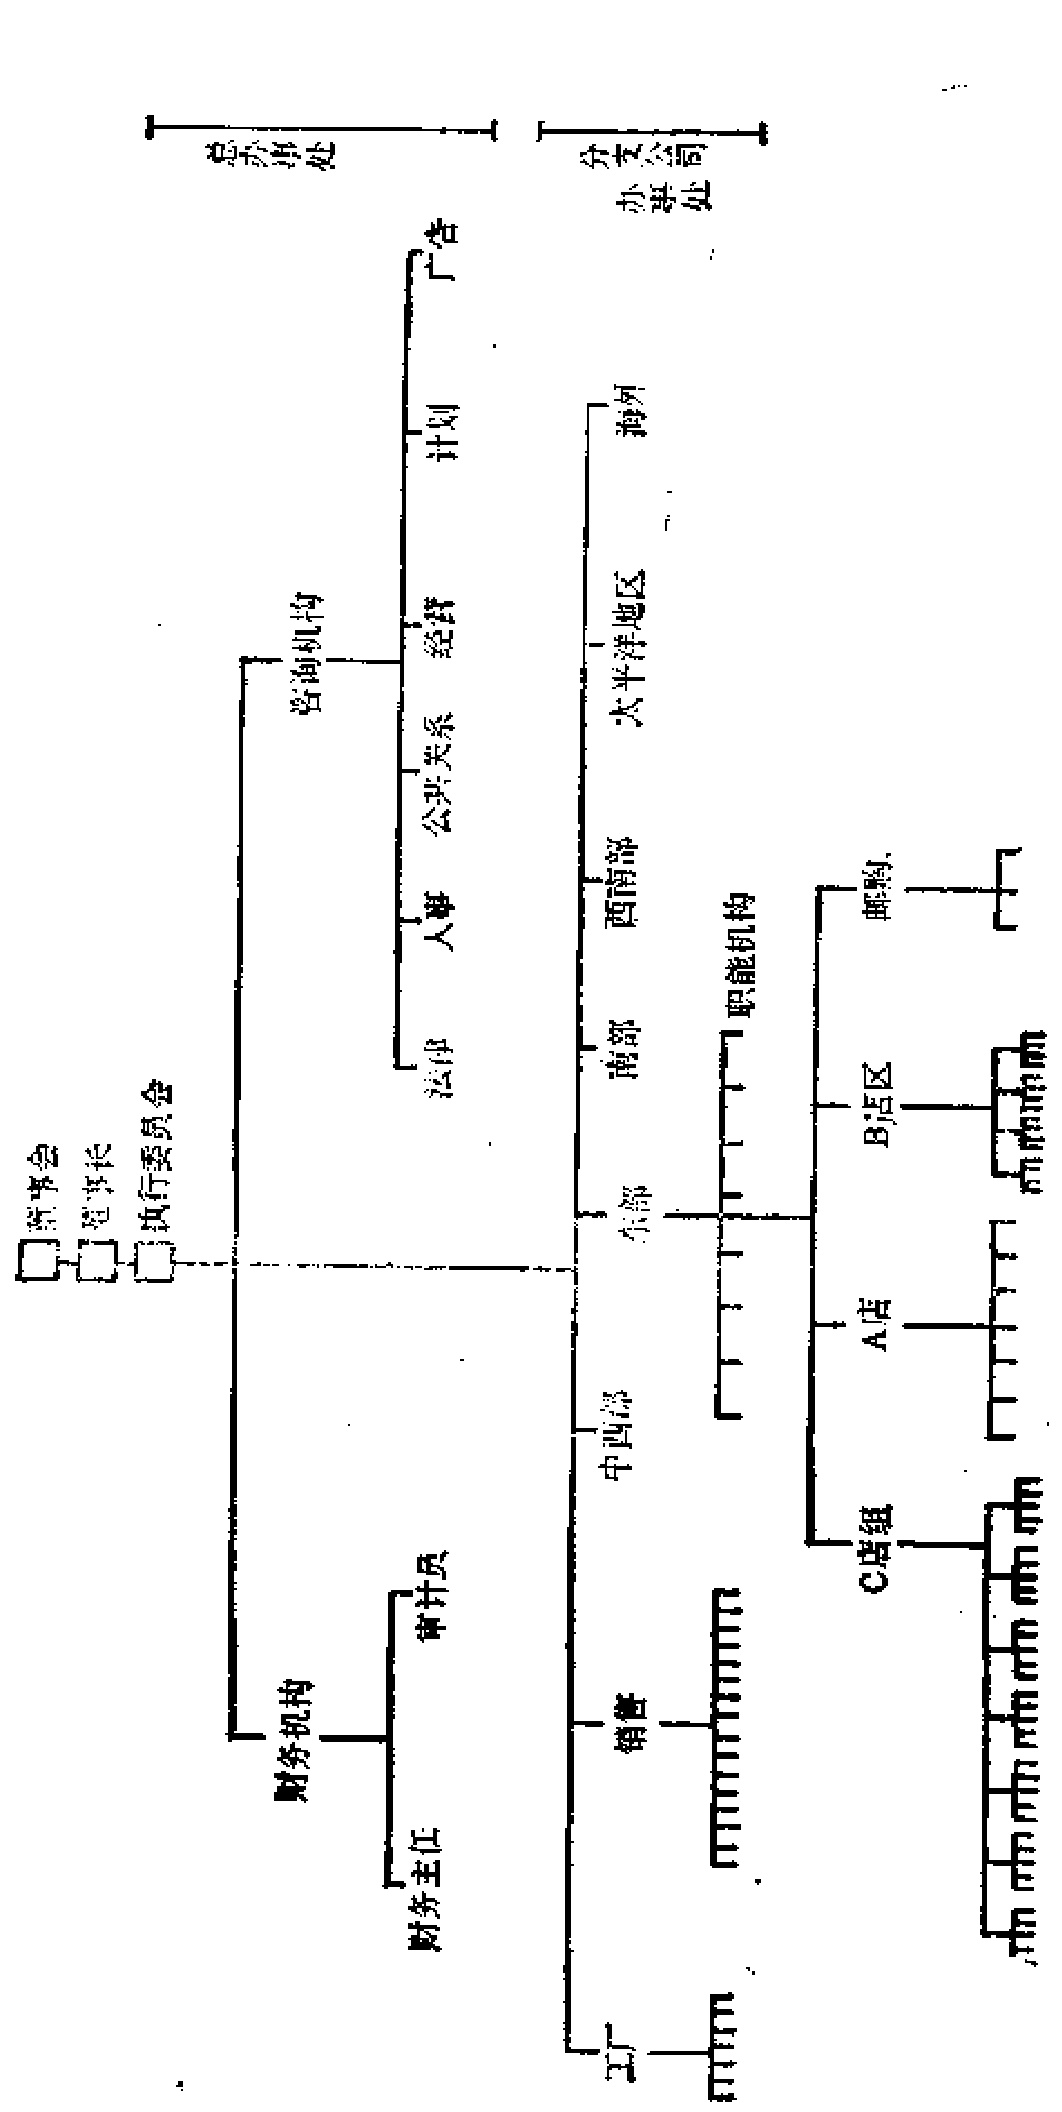 董事会
董事长
执行委员会
总办事处
财务机构
咨询机构
财务主任
审计员
法律
人事
公共关系
经营
计划
广告
分支公司
办事处
工厂
销售
中西部
东部
南部
西南部
太平洋地区
海外
职能机构
C店组
A店
B店区
邮购